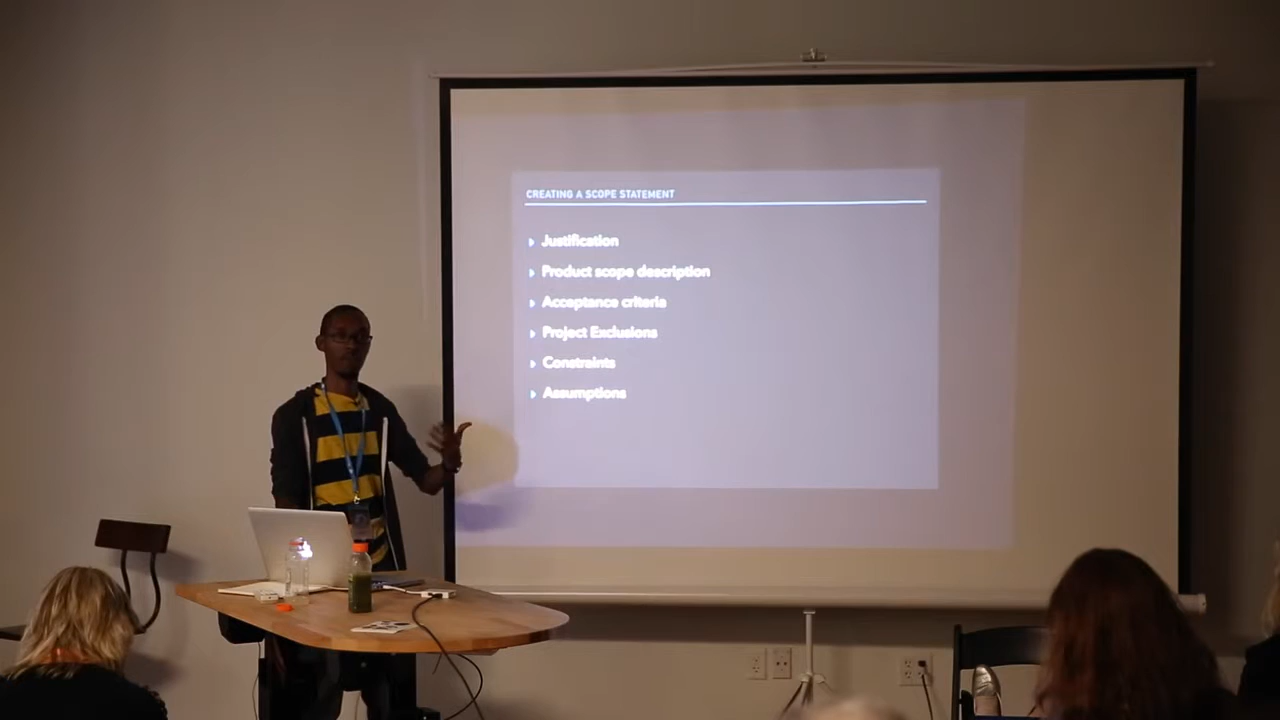 CREATING A SCOPE STATEMENT
Justification
Product scope description
Acceptance criteria
Project Exclusions
Constraints
Assumptions